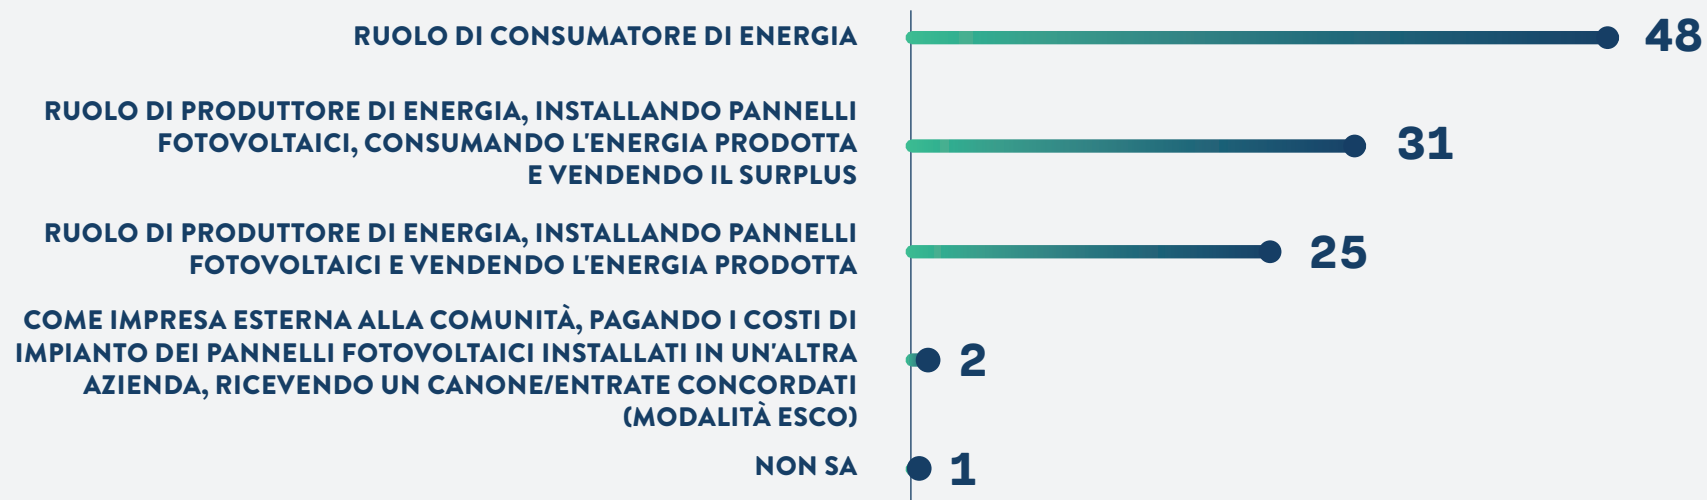 RUOLO DI CONSUMATORE DI ENERGIA
48
RUOLO DI PRODUTTORE DI ENERGIA, INSTALLANDO PANNELLI
FOTOVOLTAICI, CONSUMANDO L'ENERGIA PRODOTTA
E VENDENDO IL SURPLUS
31
RUOLO DI PRODUTTORE DI ENERGIA, INSTALLANDO PANNELLI
FOTOVOLTAICI E VENDENDO L'ENERGIA PRODOTTA
25
COME IMPRESA ESTERNA ALLA COMUNITÀ, PAGANDO I COSTI DI
IMPIANTO DEI PANNELLI FOTOVOLTAICI INSTALLATI IN UN'ALTRA
AZIENDA, RICEVENDO UN CANONE/ENTRATE CONCORDATI
(MODALITÀ ESCO)
2
NON SA
1